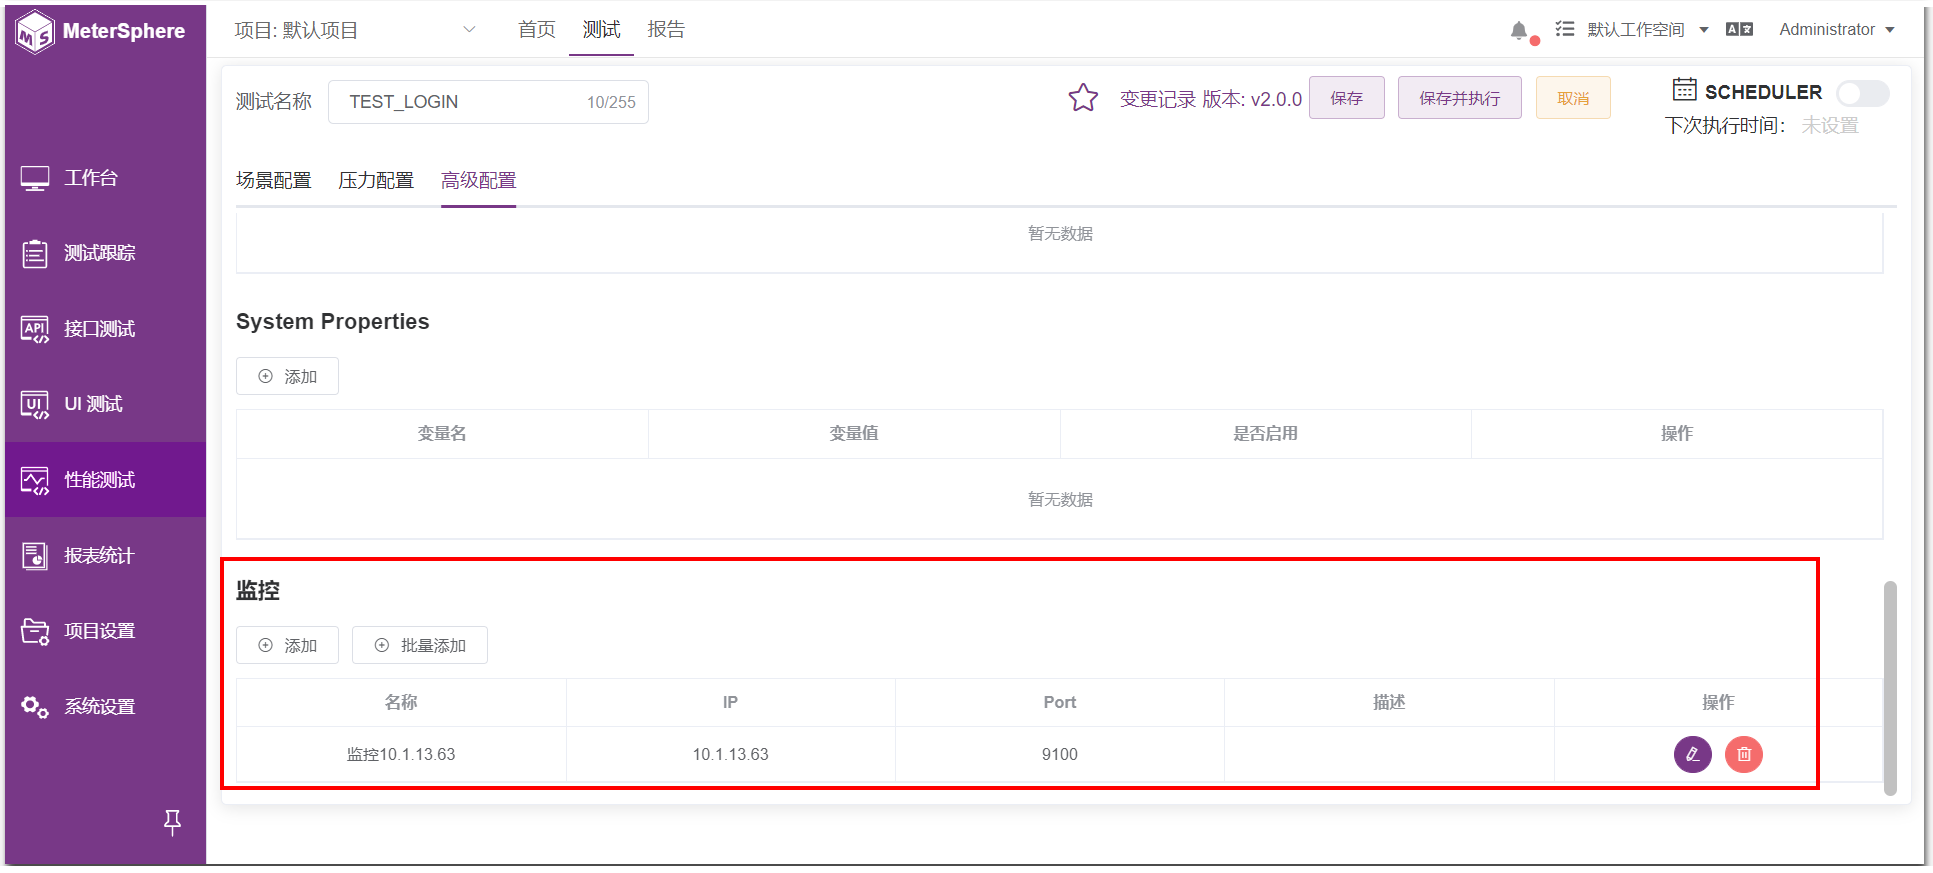 MeterSphere
项目: 默认项目
首页 测试 报告
默认工作空间
Administrator
测试名称 TEST_LOGIN 10/255
变更记录 版本: v2.0.0
保存 保存并执行 取消
SCHEDULER
下次执行时间： 未设置
工作台
测试跟踪
接口测试
UI 测试
性能测试
报表统计
项目设置
系统设置
场景配置 压力配置 高级配置
暂无数据
System Properties
添加
变量名 变量值 是否启用 操作
暂无数据
监控
添加 批量添加
名称 IP Port 描述 操作
监控10.1.13.63 10.1.13.63 9100